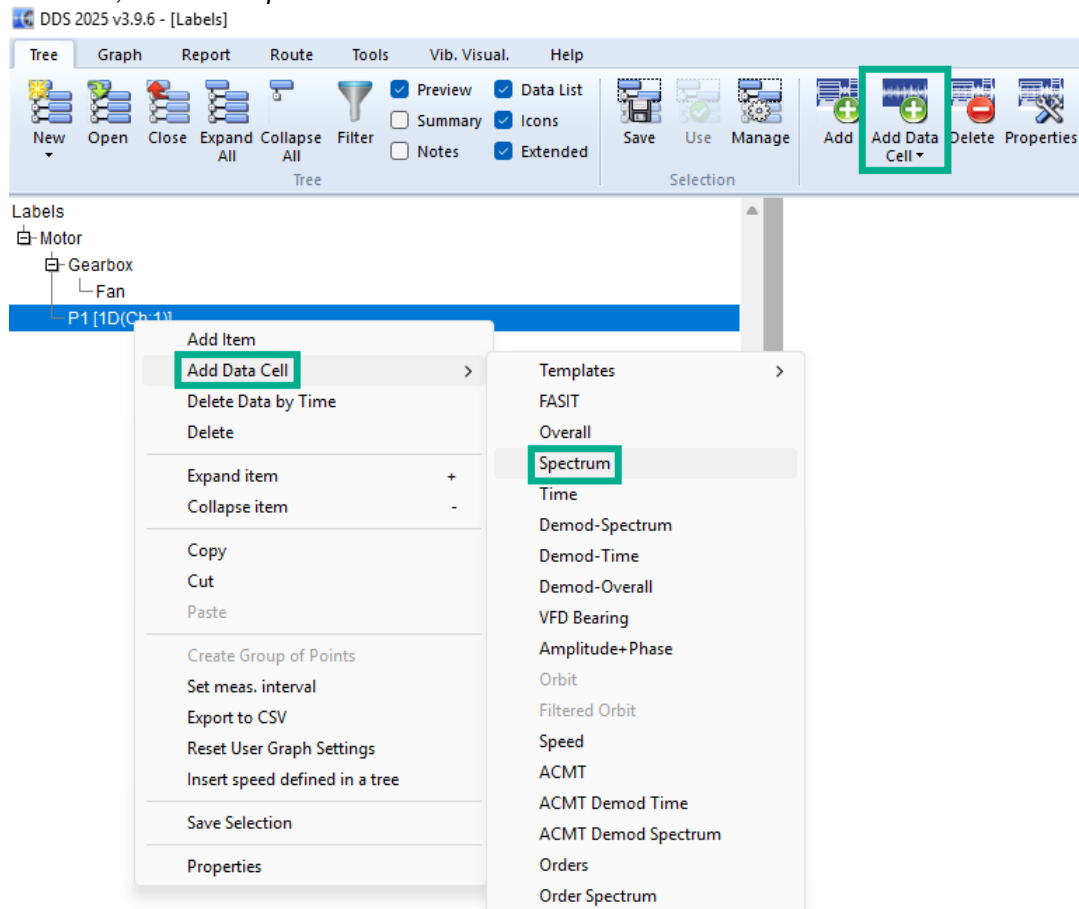 DDS 2025 v3.9.6 - [Labels]
Tree Graph Report Route Tools Vib. Visual. Help
New Open Close Expand All Collapse All Filter
Preview Data List
Summary Icons
Notes Extended
Save Use Manage
Add Add Data Cell Delete Properties
Tree Selection
Labels
Motor
Gearbox
Fan
P1 [1D(Ch:1)]
Add Item
Add Data Cell
Delete Data by Time
Delete
Expand item +
Collapse item -
Copy
Cut
Paste
Create Group of Points
Set meas. interval
Export to CSV
Reset User Graph Settings
Insert speed defined in a tree
Save Selection
Properties
Templates
FASIT
Overall
Spectrum
Time
Demod-Spectrum
Demod-Time
Demod-Overall
VFD Bearing
Amplitude+Phase
Orbit
Filtered Orbit
Speed
ACMT
ACMT Demod Time
ACMT Demod Spectrum
Orders
Order Spectrum